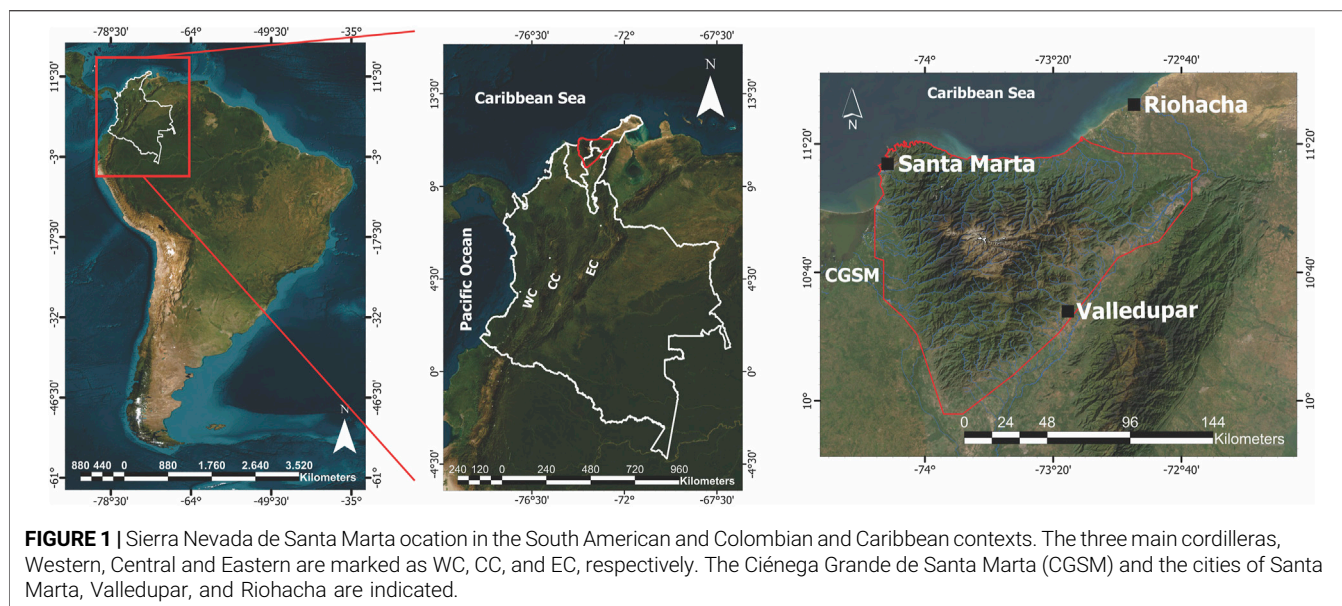 -78°30'
-64°
-49°30'
-35°
11°30'
11°30'
-3°
-3°
-17°30'
-17°30'
-32°
-32°
-46°30'
-46°30'
-61°
-61°
N
880 440 0 880 1.760 2.640 3.520
Kilometers
-78°30'
-64°
-49°30'
-35°
-76°30'
-72°
-67°30'
13°30'
13°30'
9°
9°
4°30'
4°30'
0°
0°
-4°30'
-4°30'
Caribbean Sea
N
Pacific Ocean
WC
CC
EC
240 120 0 240 480 720 960
Kilometers
-76°30'
-72°
-67°30'
-74°
-73°20'
-72°40'
11°20'
11°20'
10°40'
10°40'
10°
10°
N
Caribbean Sea
Riohacha
Santa Marta
CGSM
Valledupar
0 24 48 96 144
Kilometers
-74°
-73°20'
-72°40'
FIGURE 1 | Sierra Nevada de Santa Marta ocation in the South American and Colombian and Caribbean contexts. The three main cordilleras,
Western, Central and Eastern are marked as WC, CC, and EC, respectively. The Ciénega Grande de Santa Marta (CGSM) and the cities of Santa
Marta, Valledupar, and Riohacha are indicated.